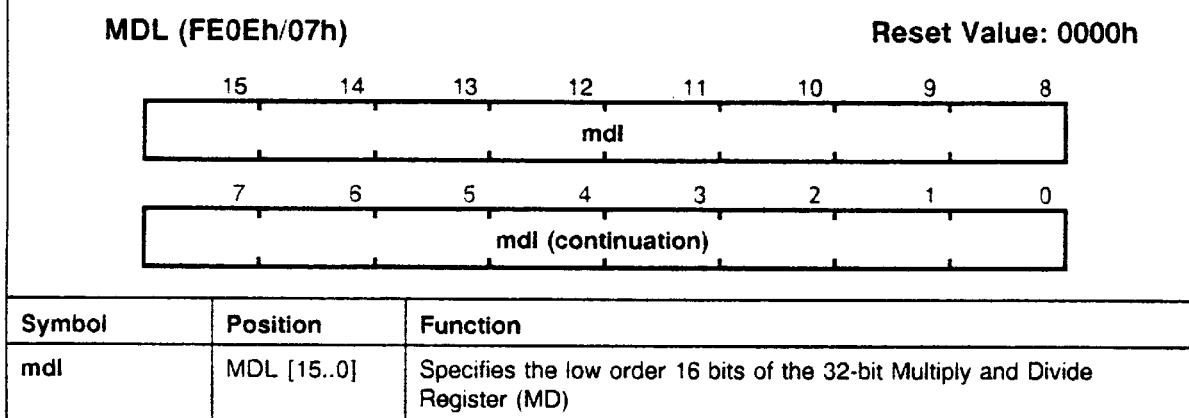 MDL (FE0Eh/07h) Reset Value: 0000h
15 14 13 12 11 10 9 8
mdl
7 6 5 4 3 2 1 0
mdl (continuation)
Symbol Position Function
mdl MDL [15..0] Specifies the low order 16 bits of the 32-bit Multiply and Divide
Register (MD)